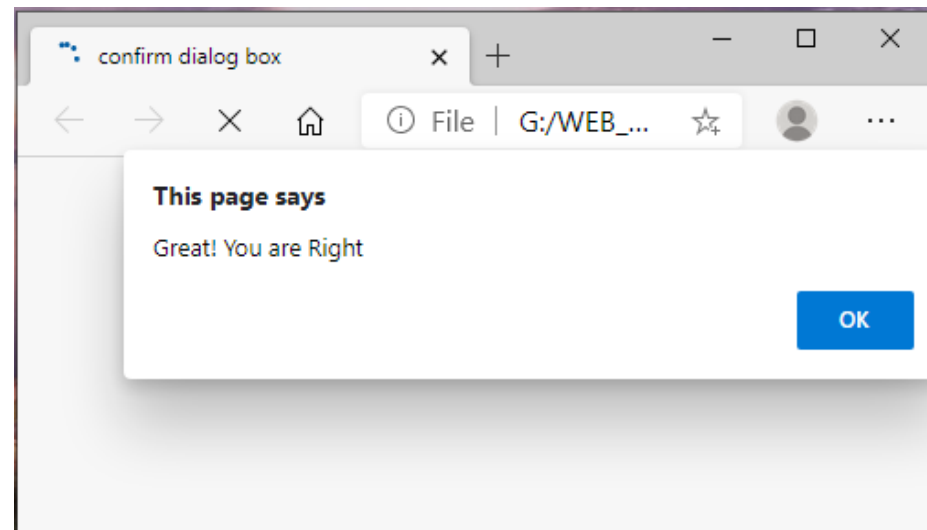 confirm dialog box
File | G:/WEB_...
This page says
Great! You are Right
OK